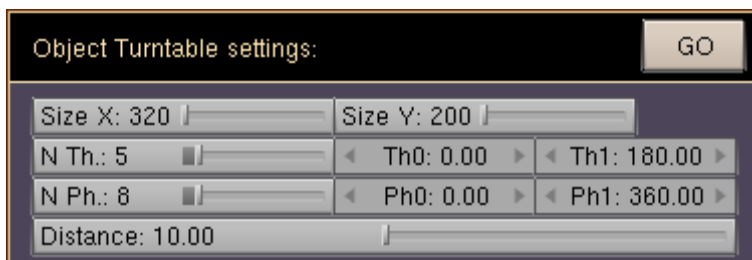 Object Turntable settings: GO
Size X: 320 Size Y: 200
N Th.: 5 Th0: 0.00 Th1: 180.00
N Ph.: 8 Ph0: 0.00 Ph1: 360.00
Distance: 10.00